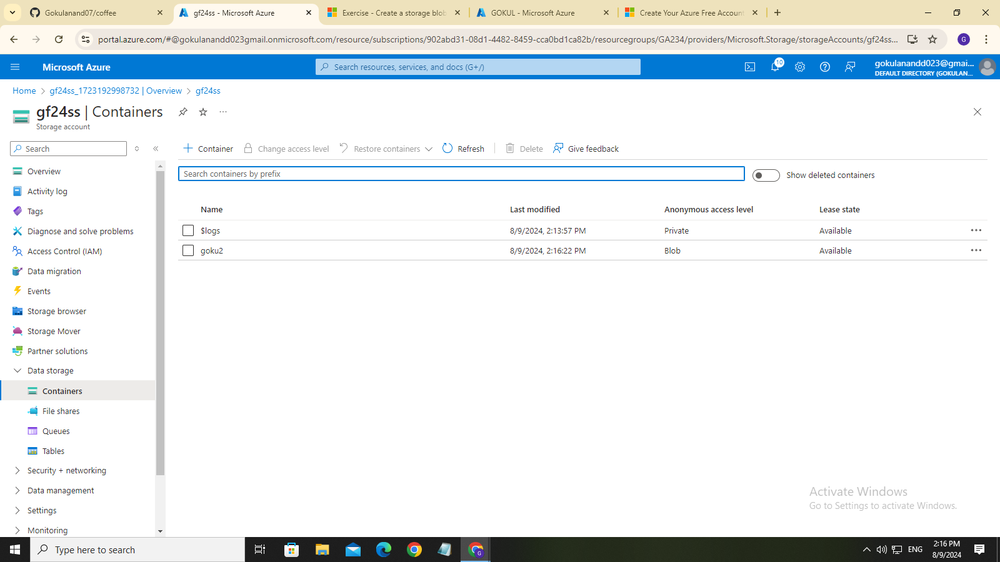 Gokulanand07/coffee
gf24ss - Microsoft Azure
Exercise - Create a storage blob
GOKUL - Microsoft Azure
Create Your Azure Free Account
portal.azure.com/#@gokulanandd023gmail.onmicrosoft.com/resource/subscriptions/902abd31-08d1-4482-8459-cca0bd1ca82b/resourcegroups/GA234/providers/Microsoft.Storage/storageAccounts/gf24ss...
G
Microsoft Azure
Search resources, services, and docs (G+/)
10
gokulanandd023@gmai...
DEFAULT DIRECTORY (GOKULAN...
Home > gf24ss_1723192998732 | Overview > gf24ss
gf24ss | Containers
Storage account
Search
Container
Change access level
Restore containers
Refresh
Delete
Give feedback
Search containers by prefix
Show deleted containers
Name Last modified Anonymous access level Lease state
$logs 8/9/2024, 2:13:57 PM Private Available
goku2 8/9/2024, 2:16:22 PM Blob Available
Overview
Activity log
Tags
Diagnose and solve problems
Access Control (IAM)
Data migration
Events
Storage browser
Storage Mover
Partner solutions
Data storage
Containers
File shares
Queues
Tables
Security + networking
Data management
Settings
Monitoring
Activate Windows
Go to Settings to activate Windows.
Type here to search
G
ENG
2:16 PM
8/9/2024